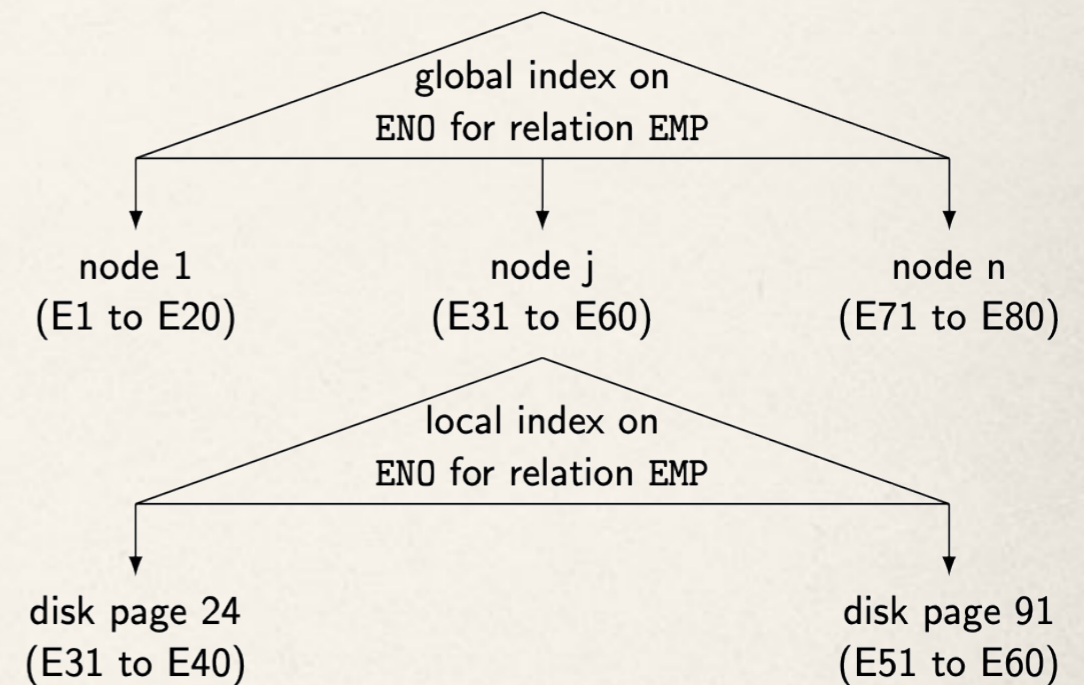 global index on
ENO for relation EMP
node 1
(E1 to E20)
node j
(E31 to E60)
node n
(E71 to E80)
local index on
ENO for relation EMP
disk page 24
(E31 to E40)
disk page 91
(E51 to E60)